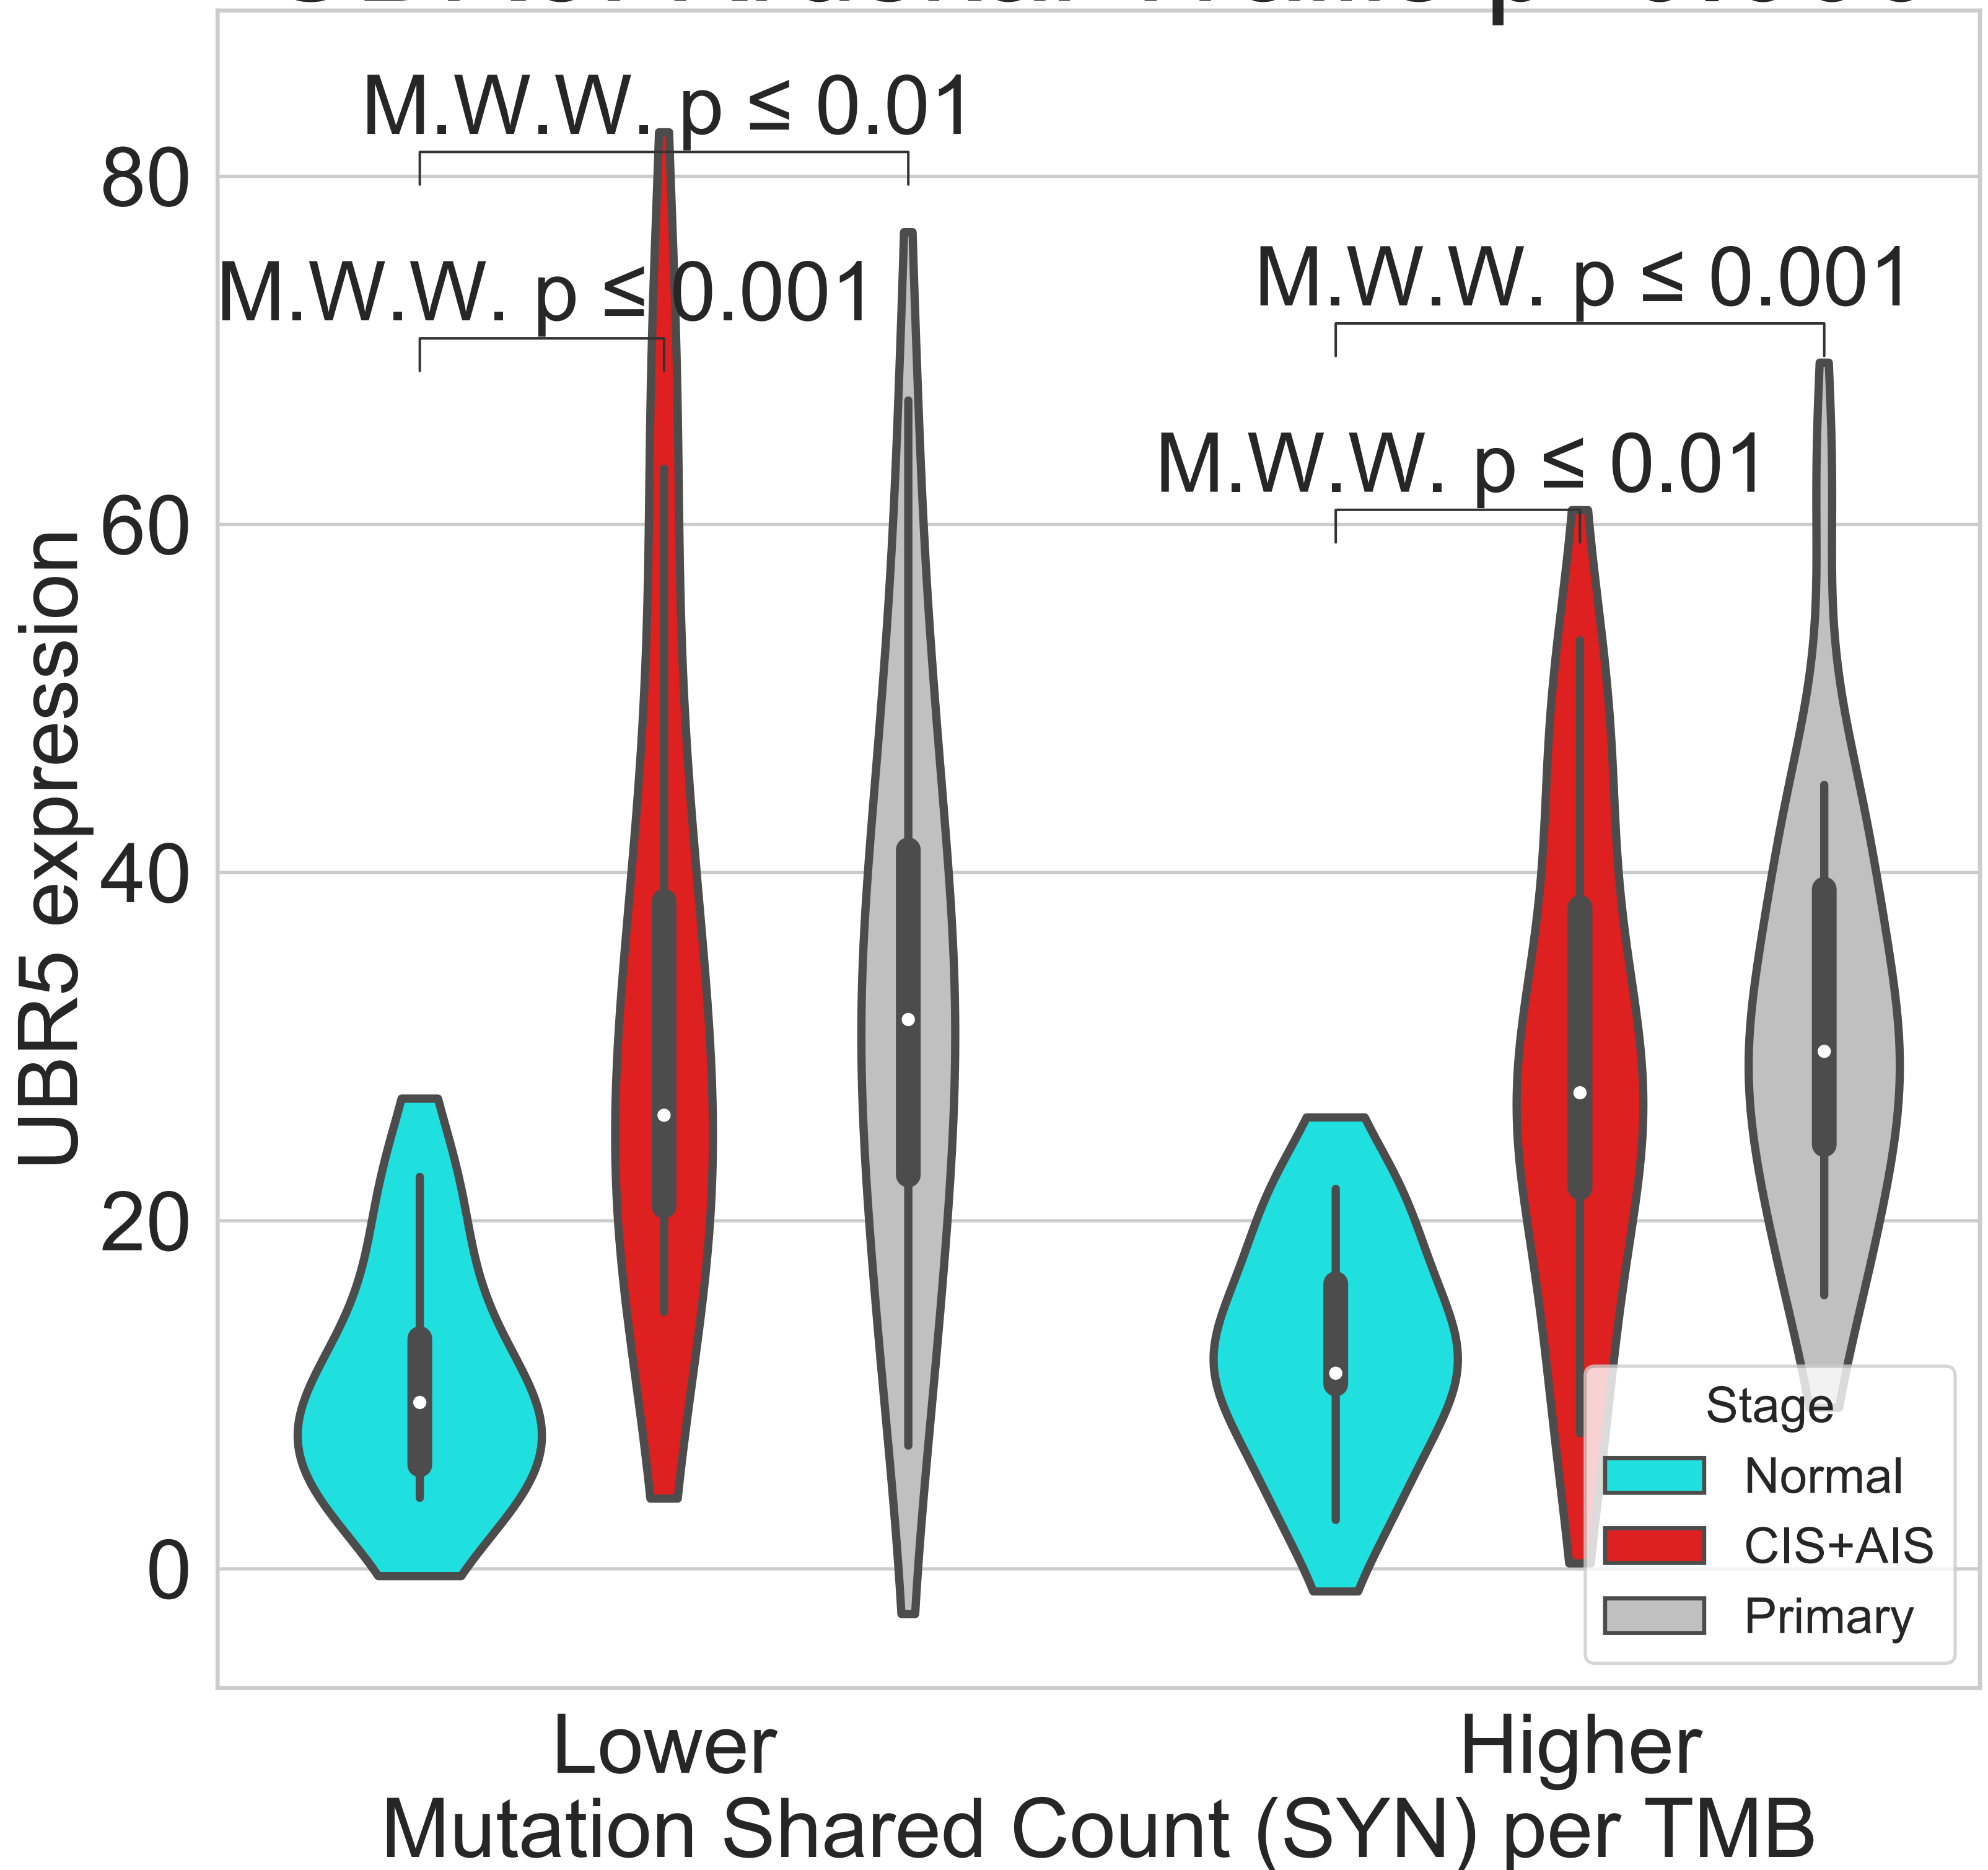 M.W.W. p ≤ 0.01
M.W.W. p ≤ 0.001
M.W.W. p ≤ 0.001
M.W.W. p ≤ 0.01
80
60
40
20
0
UBR5 expression
Stage
Normal
CIS+AIS
Primary
Lower
Higher
Mutation Shared Count (SYN) per TMB